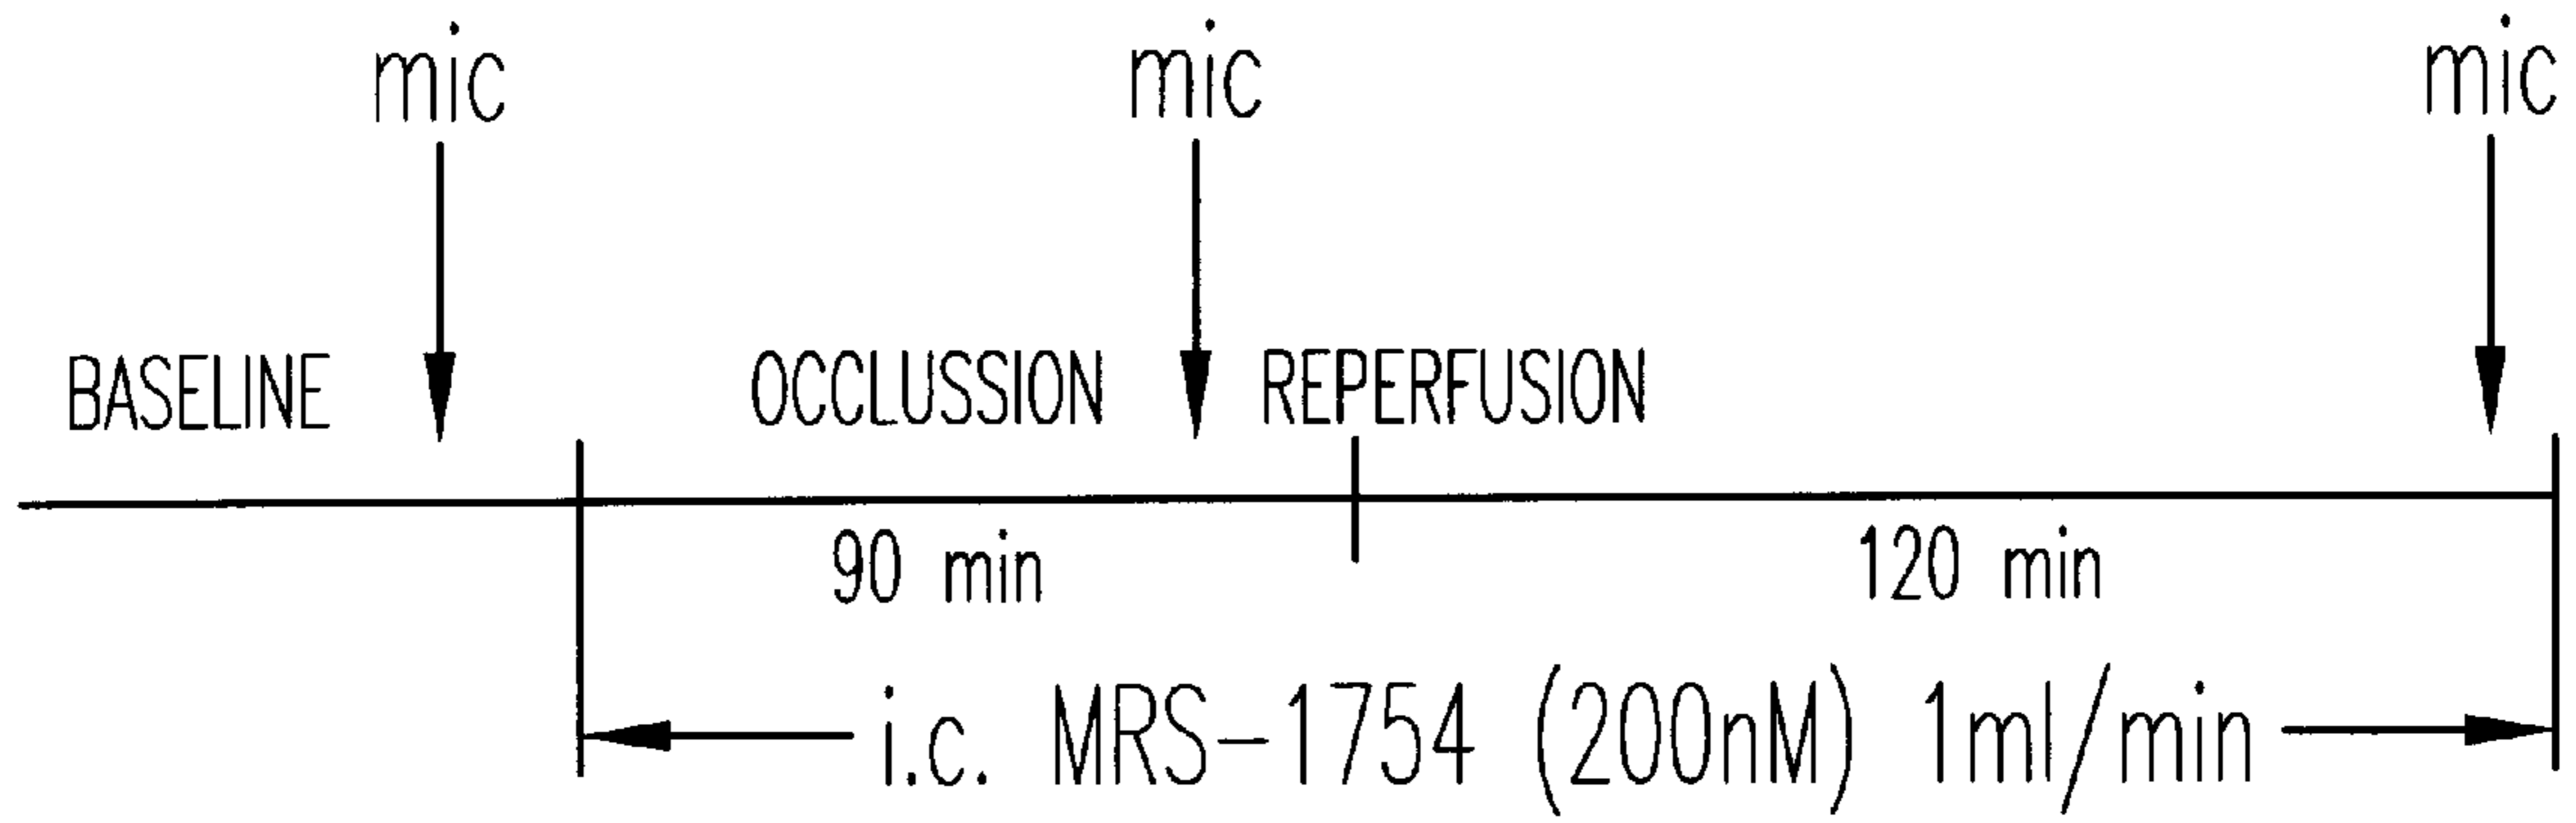 mic mic mic
BASELINE OCCLUSSION REPERFUSION
90 min 120 min
i.c. MRS-1754 (200nM) 1ml/min